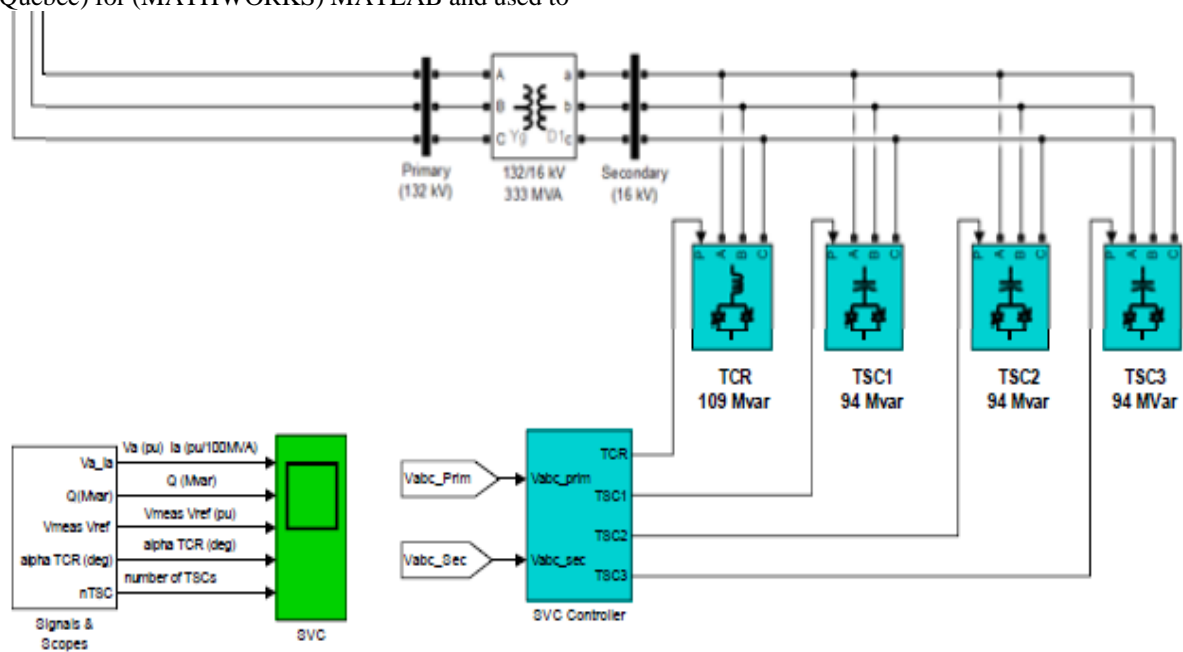 Quebec) for (MATHWORKS) MATLAB and used to
A
B
C
Yg
a
b
c
D1
Primary
(132 kV)
132/16 kV
333 MVA
Secondary
(16 kV)
P A B C
P A B C
P A B C
P A B C
TCR
109 Mvar
TSC1
94 Mvar
TSC2
94 Mvar
TSC3
94 MVar
Va_Ia
Q(Mvar)
Vmeas Vref
alpha TCR (deg)
nTSC
Va (pu) Ia (pu/100MVA)
Q (Mvar)
Vmeas Vref (pu)
alpha TCR (deg)
number of TSCs
Signals &
Scopes
SVC
Vabc_Prim
Vabc_Sec
Vabc_prim
Vabc_sec
TCR
TSC1
TSC2
TSC3
SVC Controller